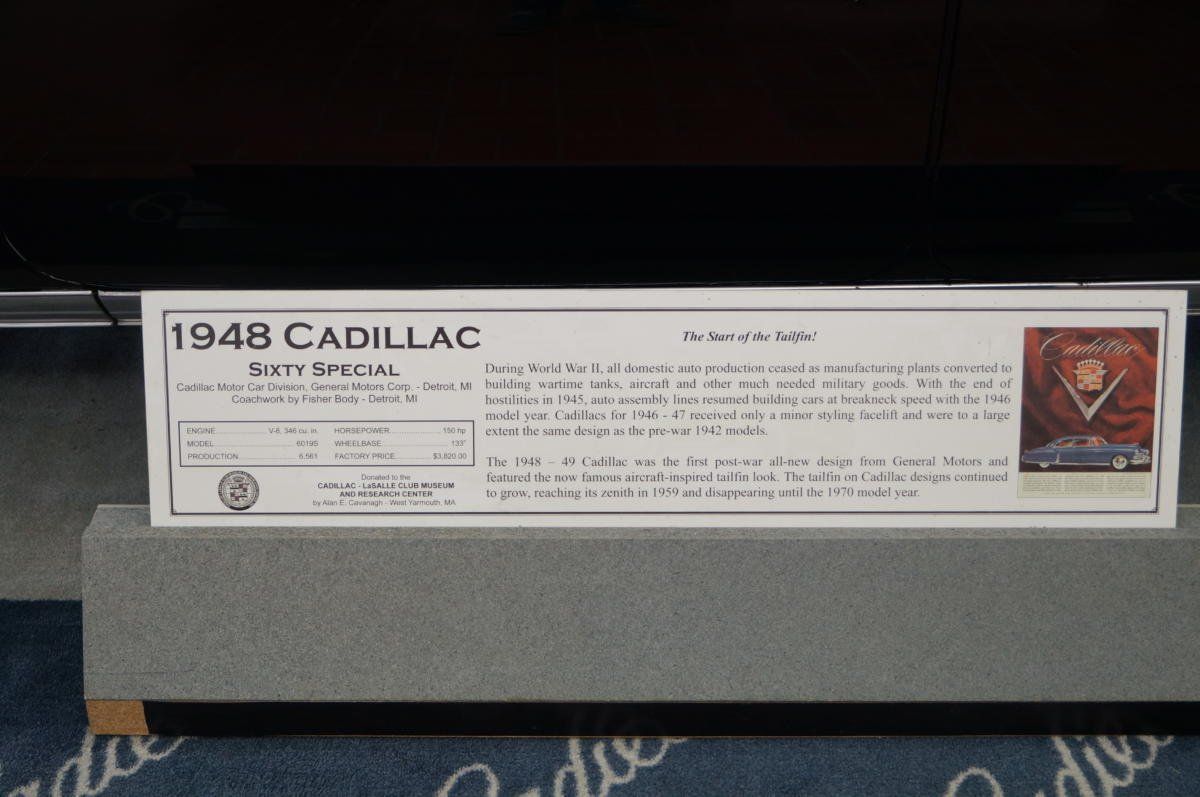 1948 CADILLAC
SIXTY SPECIAL
Cadillac Motor Car Division, General Motors Corp. - Detroit, MI
Coachwork by Fisher Body - Detroit, MI
ENGINE.................... V-8, 346 cu. in.
MODEL.................... 6019S
PRODUCTION.................... 6,561
HORSEPOWER.................... 150 hp
WHEELBASE.................... 133"
FACTORY PRICE.................... $3,820.00
Donated to the
CADILLAC - LaSALLE CLUB MUSEUM
AND RESEARCH CENTER
by Alan E. Cavanagh - West Yarmouth, MA
The Start of the Tailfin!
During World War II, all domestic auto production ceased as manufacturing plants converted to
building wartime tanks, aircraft and other much needed military goods. With the end of
hostilities in 1945, auto assembly lines resumed building cars at breakneck speed with the 1946
model year. Cadillacs for 1946 - 47 received only a minor styling facelift and were to a large
extent the same design as the pre-war 1942 models.
The 1948 – 49 Cadillac was the first post-war all-new design from General Motors and
featured the now famous aircraft-inspired tailfin look. The tailfin on Cadillac designs continued
to grow, reaching its zenith in 1959 and disappearing until the 1970 model year.
Cadillac